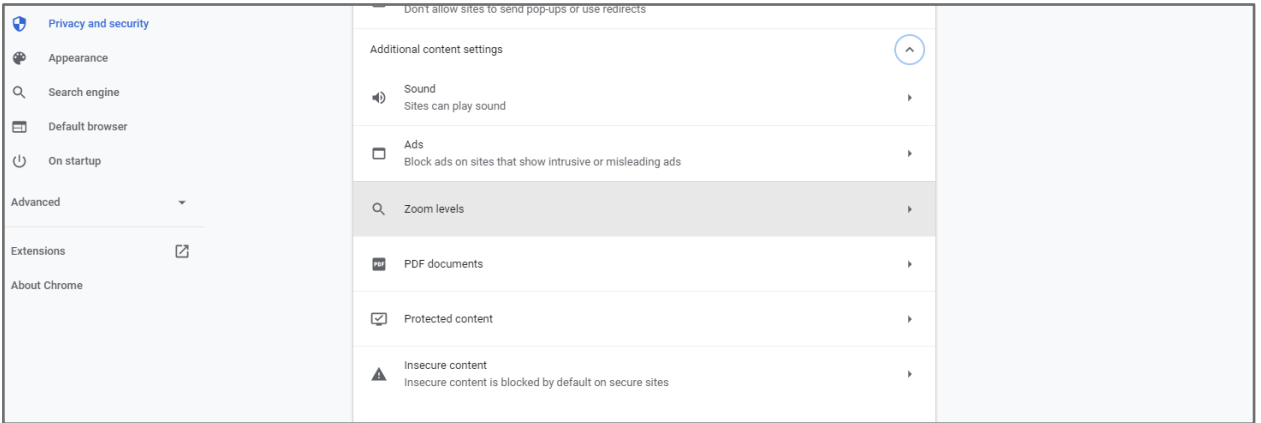 Privacy and security
Appearance
Search engine
Default browser
On startup
Advanced
Extensions
About Chrome
Don't allow sites to send pop-ups or use redirects
Additional content settings
Sound
Sites can play sound
Ads
Block ads on sites that show intrusive or misleading ads
Zoom levels
PDF
PDF documents
Protected content
Insecure content
Insecure content is blocked by default on secure sites